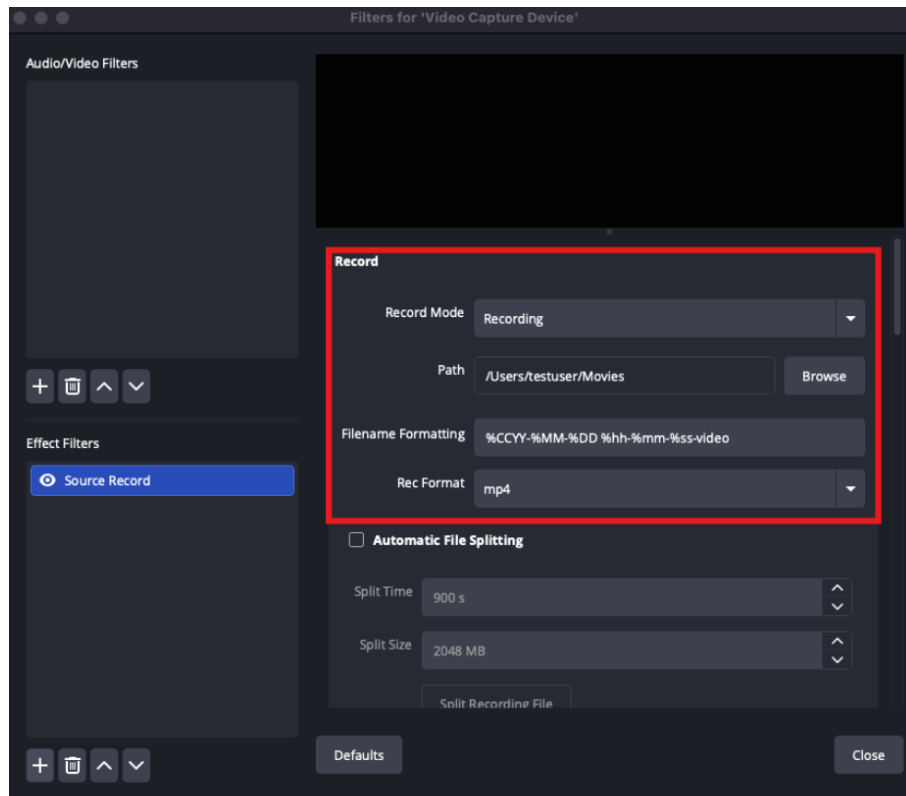 Filters for 'Video Capture Device'
Audio/Video Filters
Record
Record Mode
Recording
Path
/Users/testuser/Movies
Browse
Filename Formatting
%CCYY-%MM-%DD %hh-%mm-%ss-video
Rec Format
mp4
Effect Filters
Source Record
Automatic File Splitting
Split Time
900 s
Split Size
2048 MB
Split Recording File
Defaults
Close